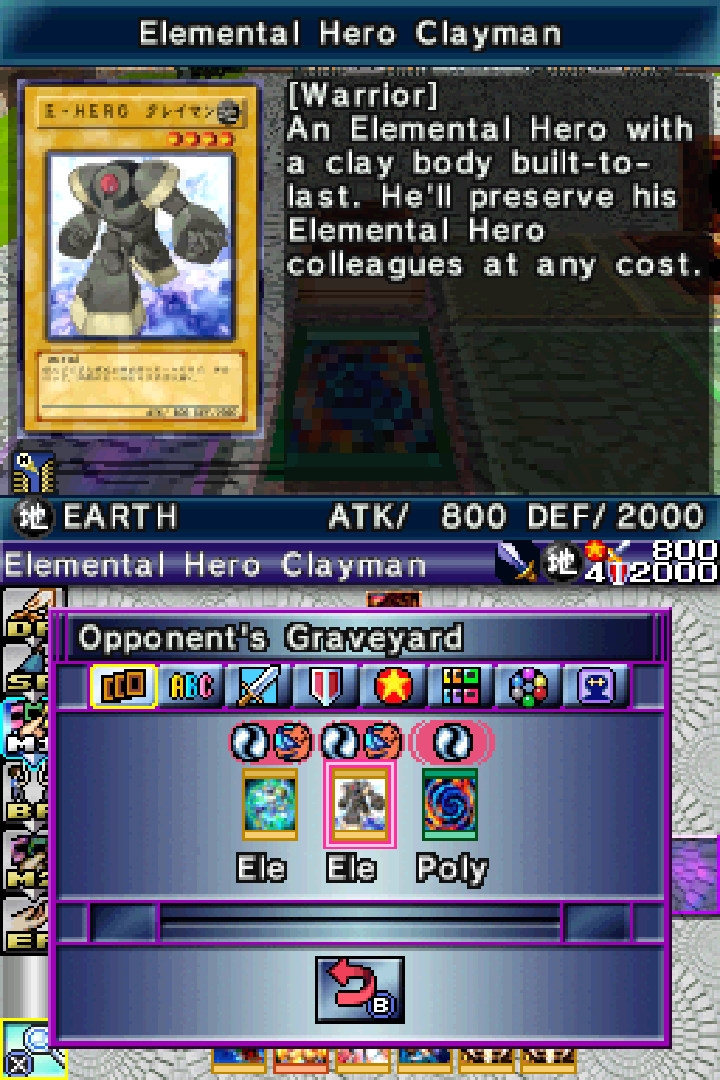 Elemental Hero Clayman
E・HERO クレイマン
[Warrior]
An Elemental Hero with
a clay body built-to-
last. He'll preserve his
Elemental Hero
colleagues at any cost.
地 EARTH ATK/ 800 DEF/ 2000
Elemental Hero Clayman 地 800
4 2000
Opponent's Graveyard
ABC
Ele Ele Poly
B
X